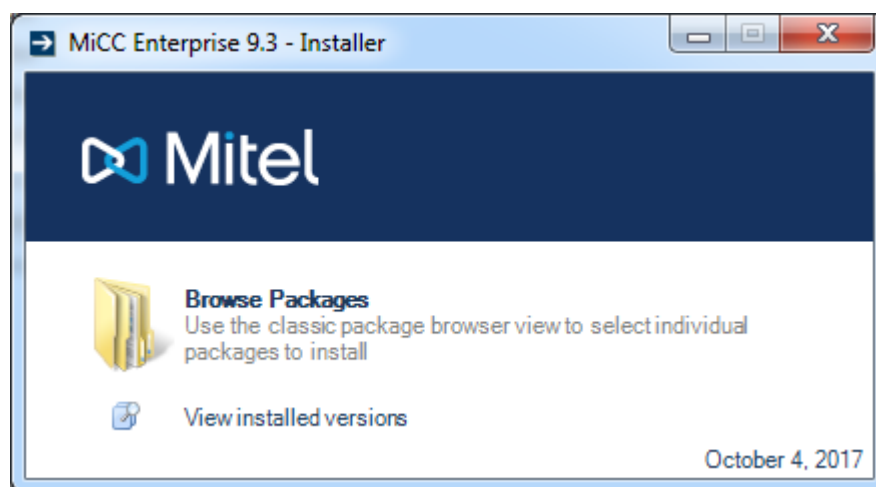 MiCC Enterprise 9.3 - Installer
Mitel
Browse Packages
Use the classic package browser view to select individual
packages to install
View installed versions
October 4, 2017